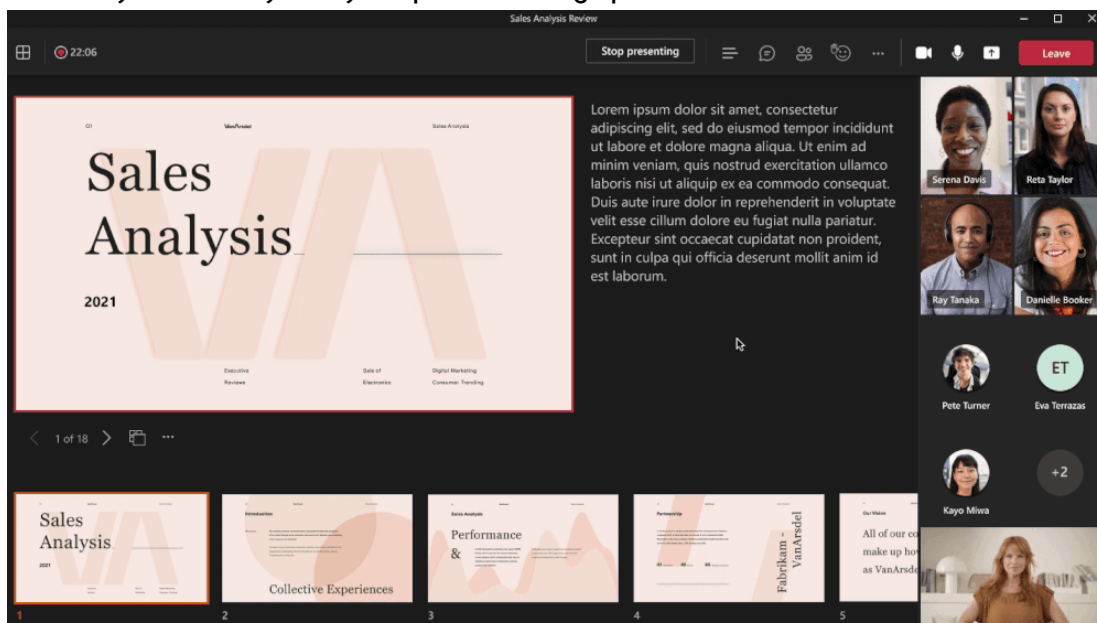 Sales Analysis Review
22:06
Stop presenting
Leave
Q1
VanArsdel
Sales Analysis
Sales
Analysis
2021
Executive
Reviews
Sale of
Electronics
Digital Marketing
Consumer Trending
Lorem ipsum dolor sit amet, consectetur
adipiscing elit, sed do eiusmod tempor incididunt
ut labore et dolore magna aliqua. Ut enim ad
minim veniam, quis nostrud exercitation ullamco
laboris nisi ut aliquip ex ea commodo consequat.
Duis aute irure dolor in reprehenderit in voluptate
velit esse cillum dolore eu fugiat nulla pariatur.
Excepteur sint occaecat cupidatat non proident,
sunt in culpa qui officia deserunt mollit anim id
est laborum.
Serena Davis
Reta Taylor
Ray Tanaka
Danielle Booker
Pete Turner
ET
Eva Terrazas
Kayo Miwa
+2
1 of 18
Sales
Analysis
2021
1
Introduction
Collective Experiences
2
Sales Analysis
Performance
&
3
Partnership
Fabrikam -
VanArsdel
4
Our Vision
All of our co
make up ho
as VanArsde
5